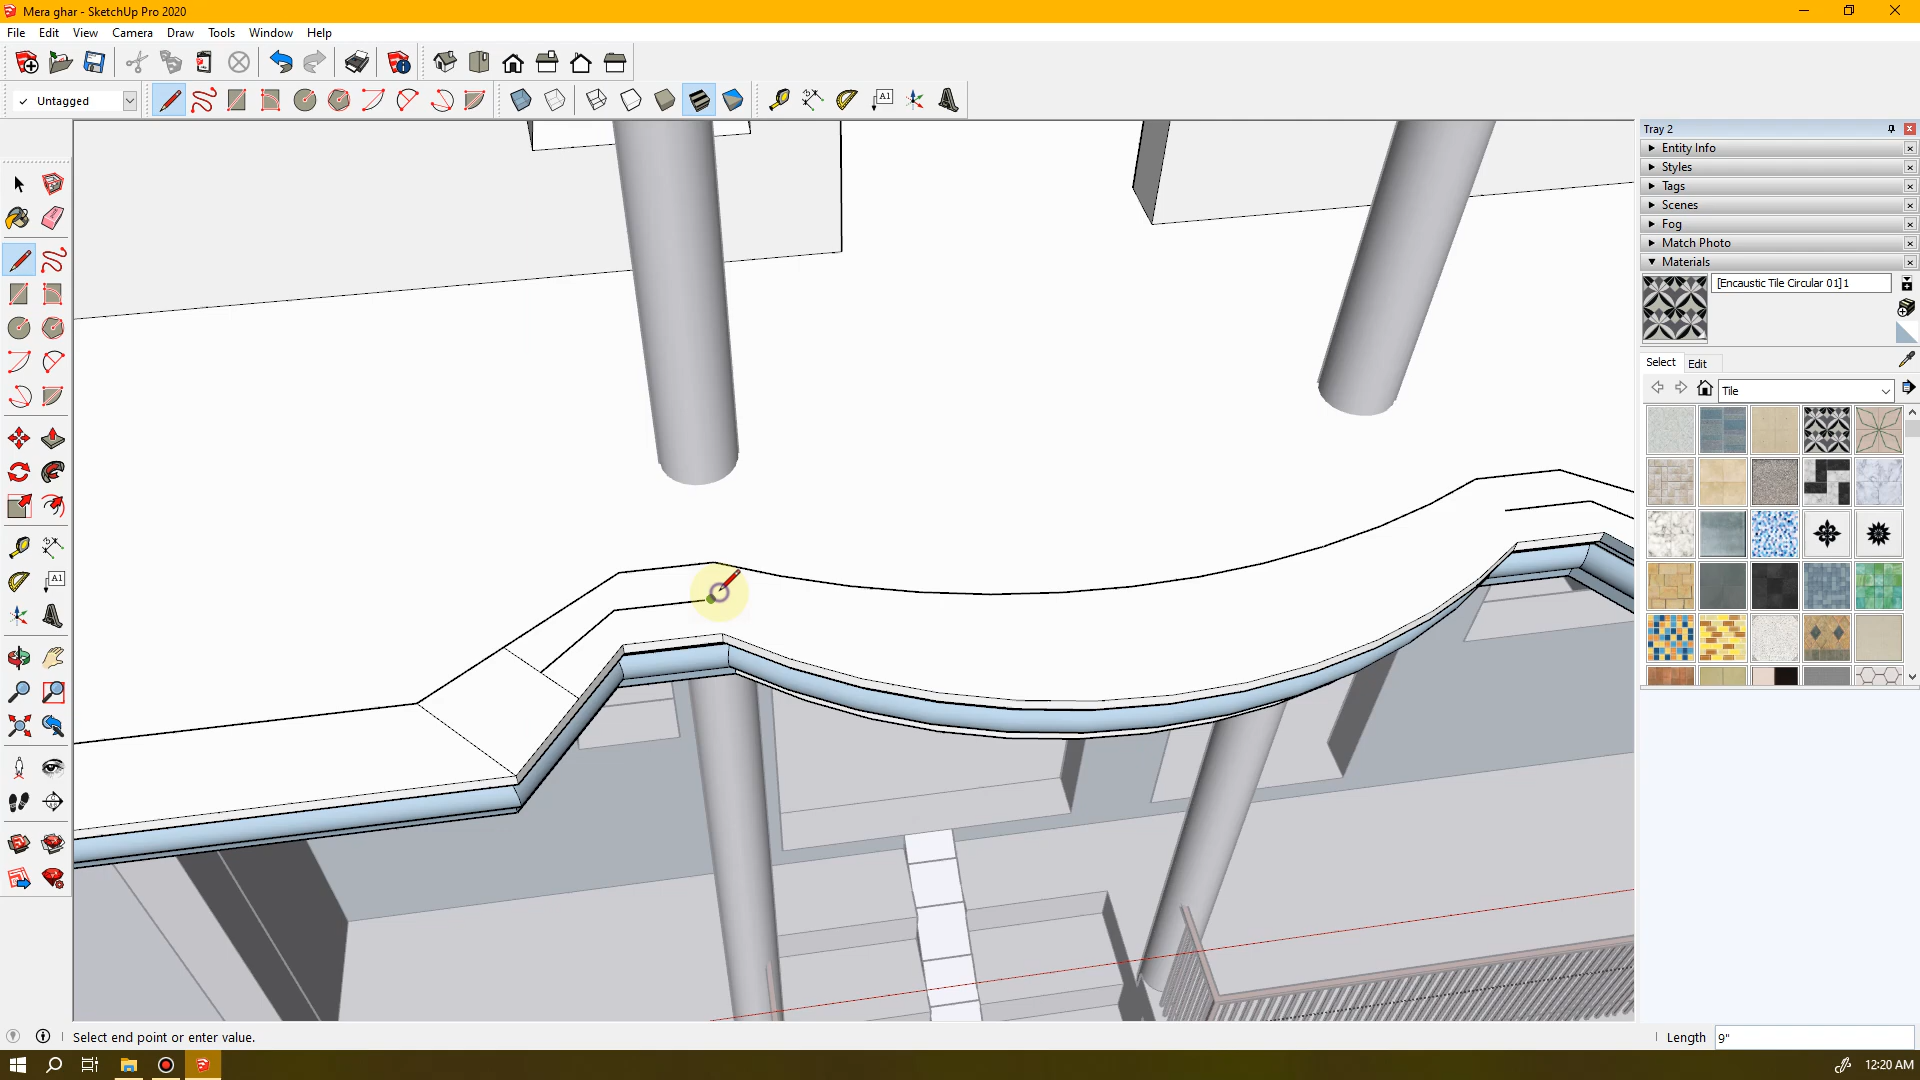 Mera ghar - SketchUp Pro 2020
File Edit View Camera Draw Tools Window Help
✓ Untagged
A1
Tray 2
Entity Info
Styles
Tags
Scenes
Fog
Match Photo
Materials
[Encaustic Tile Circular 01]1
Select Edit
Tile
A1
Select end point or enter value.
Length 9"
12:20 AM